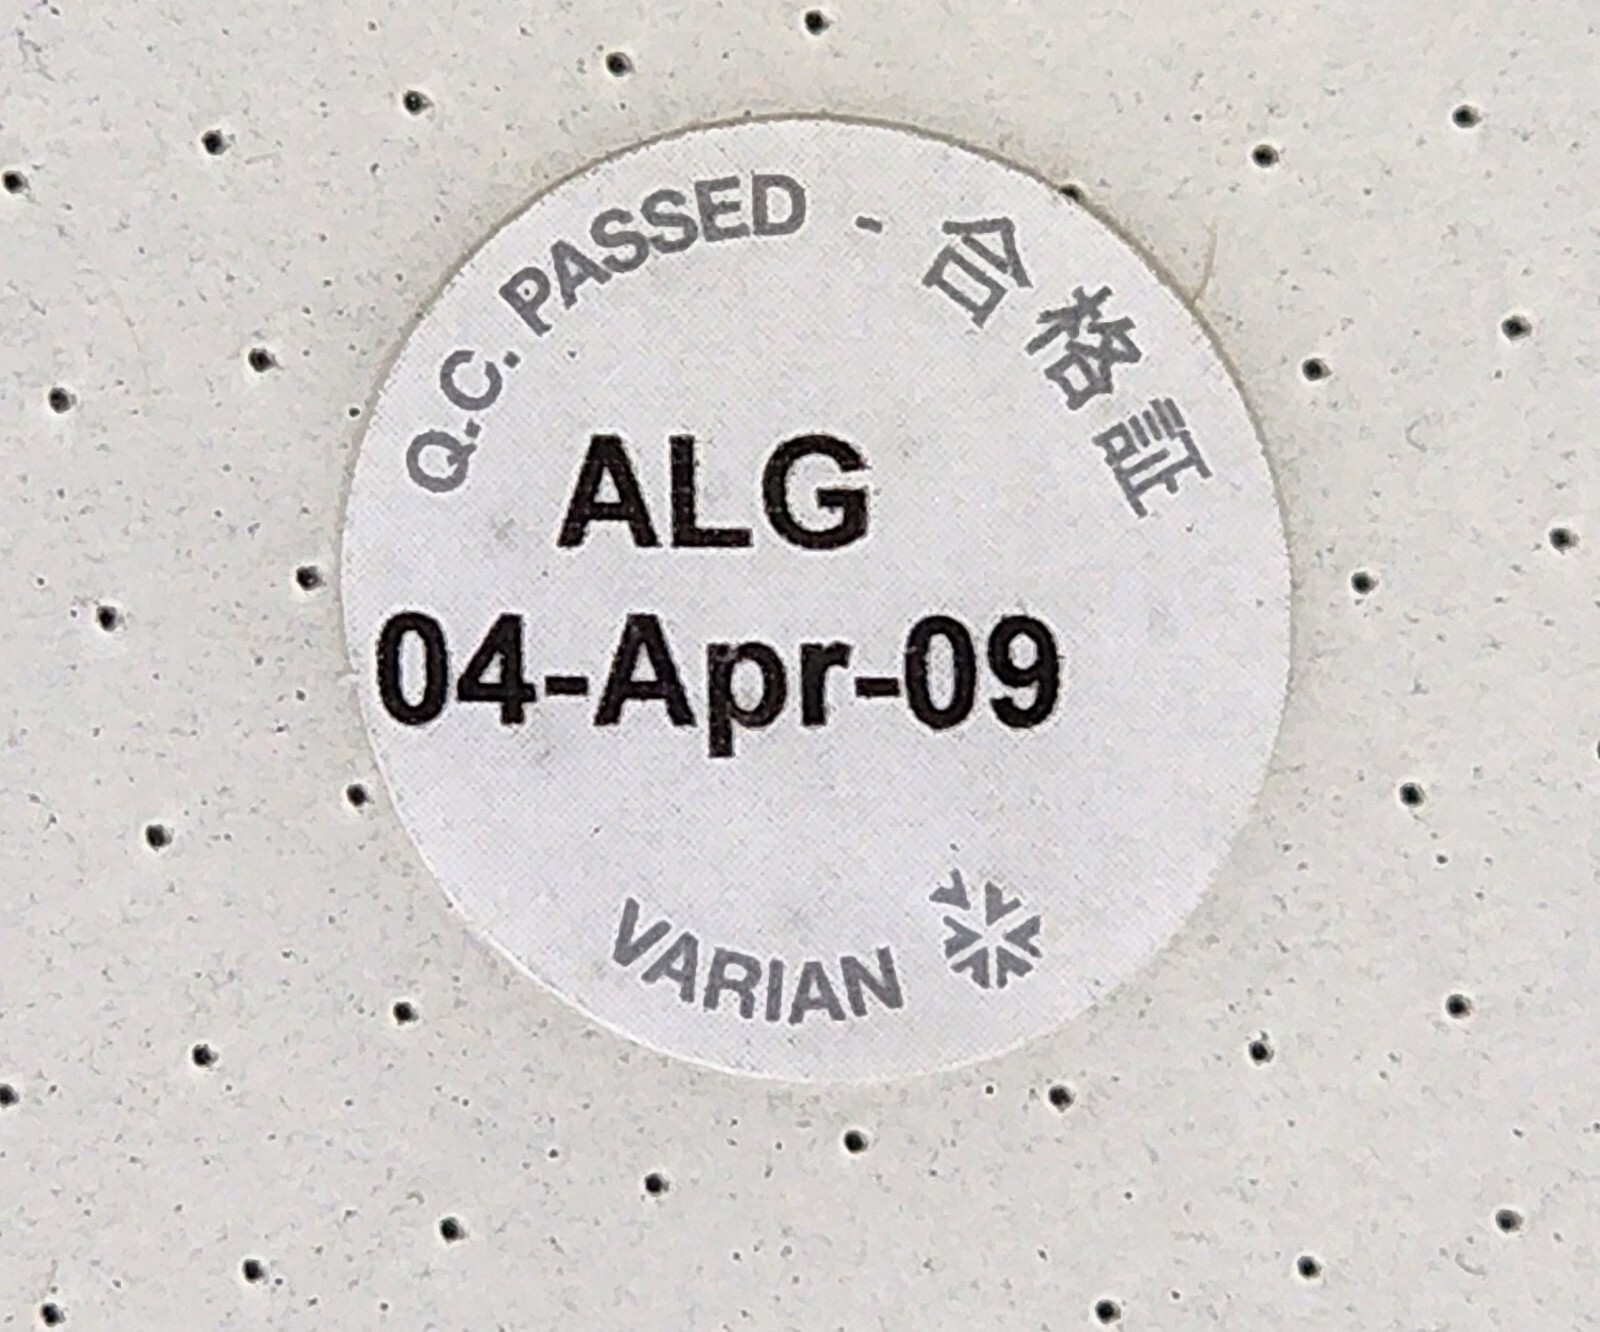 Q.C. PASSED - 合格証
ALG
04-Apr-09
VARIAN